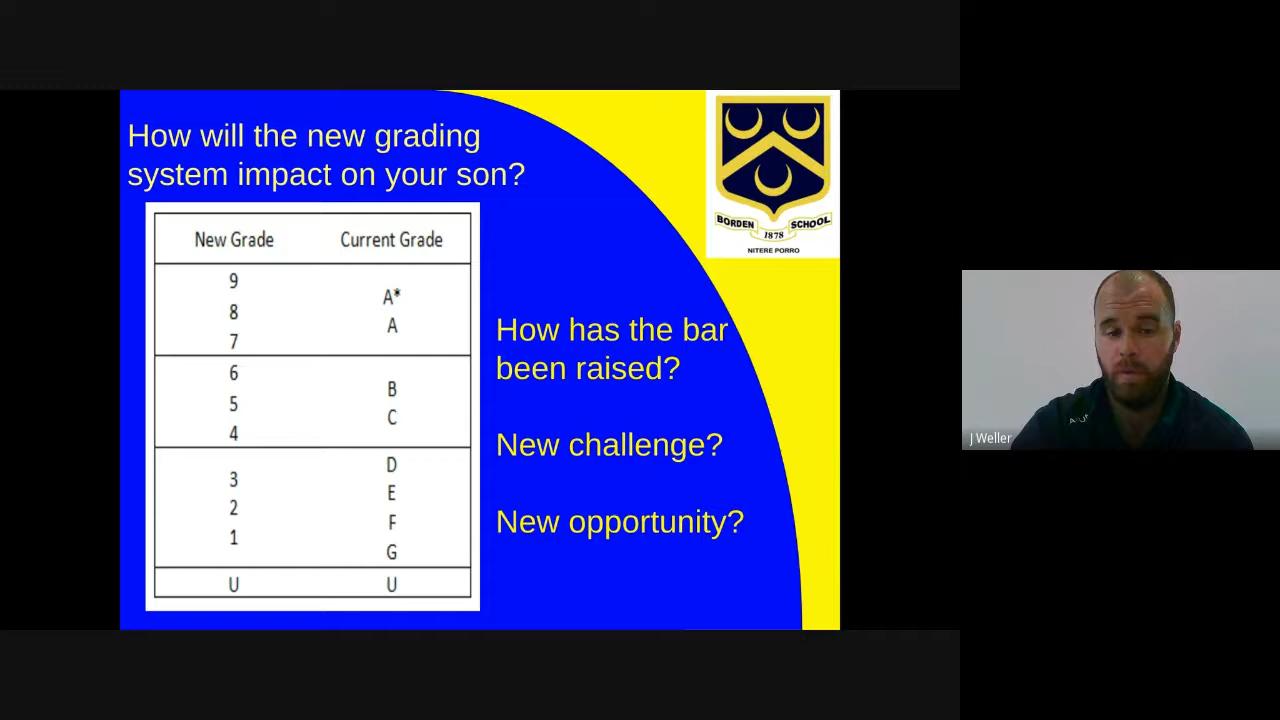 How will the new grading
system impact on your son?
New Grade Current Grade
9
8
7
A*
A
6
5
4
B
C
3
2
1
D
E
F
G
U U
How has the bar
been raised?
New challenge?
New opportunity?
BORDEN SCHOOL
1878
NITERE PORRO
J Weller